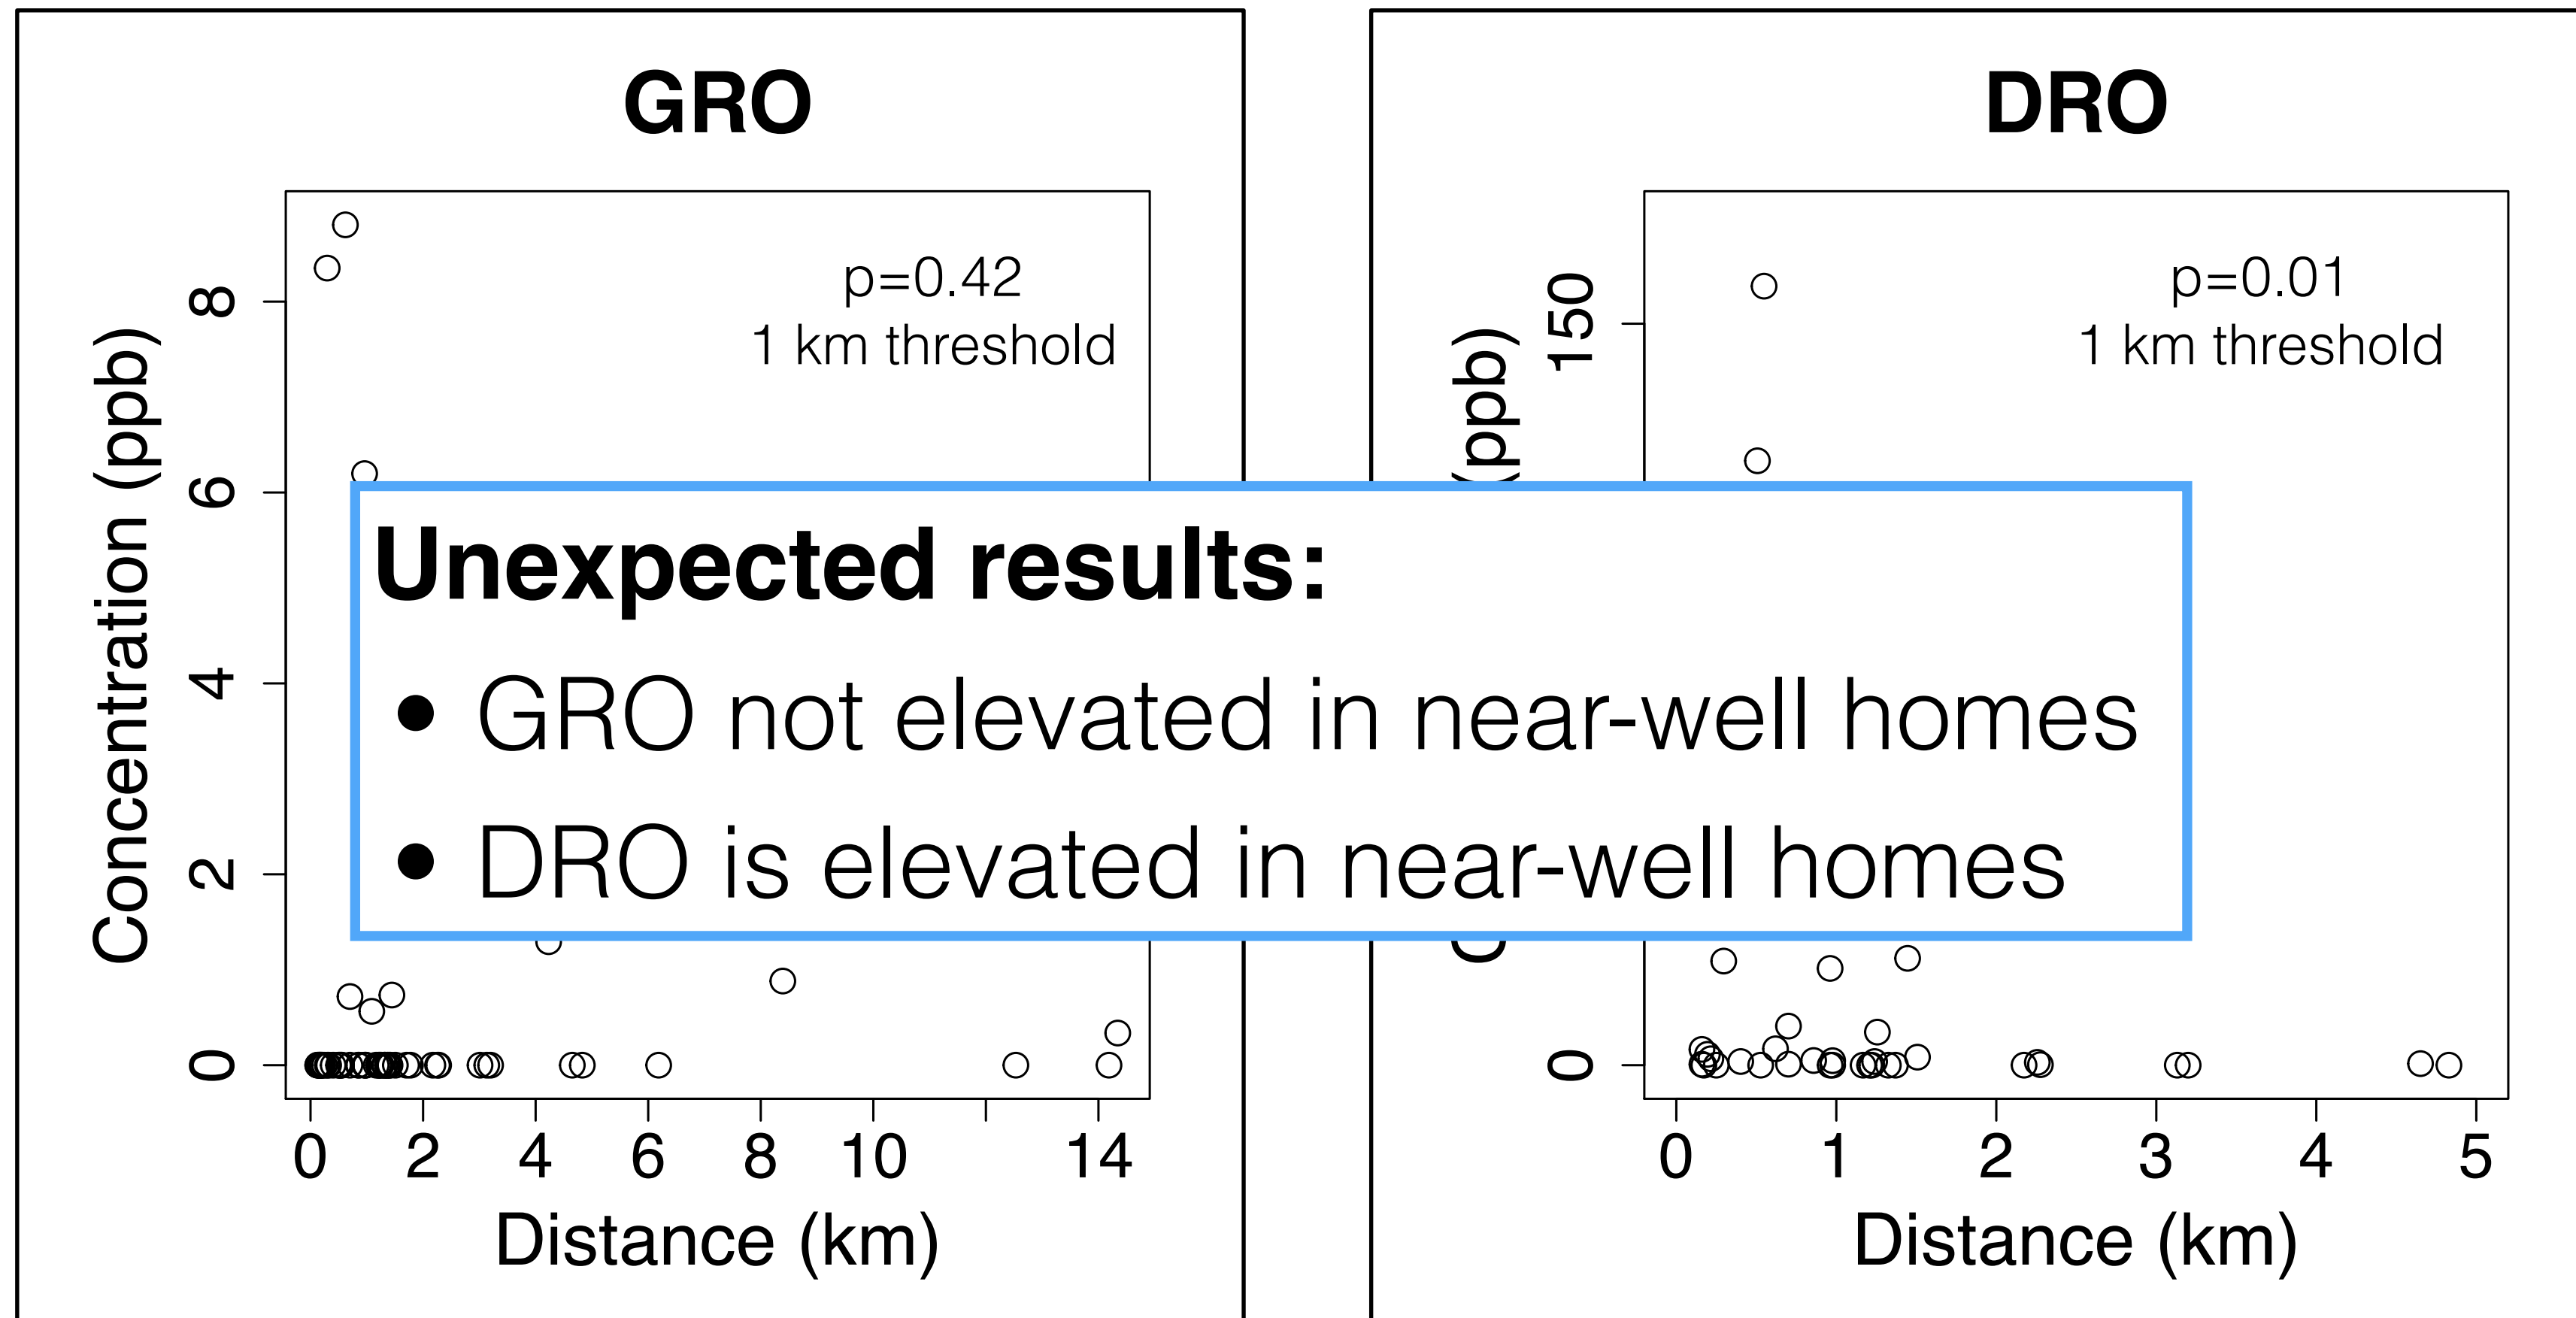 GRO
p=0.42
1 km threshold
Concentration (ppb)
8
6
4
2
0
0 2 4 6 8 10 14
Distance (km)
DRO
p=0.01
1 km threshold
(ppb)
150
0
0 1 2 3 4 5
Distance (km)
Unexpected results:
• GRO not elevated in near-well homes
• DRO is elevated in near-well homes